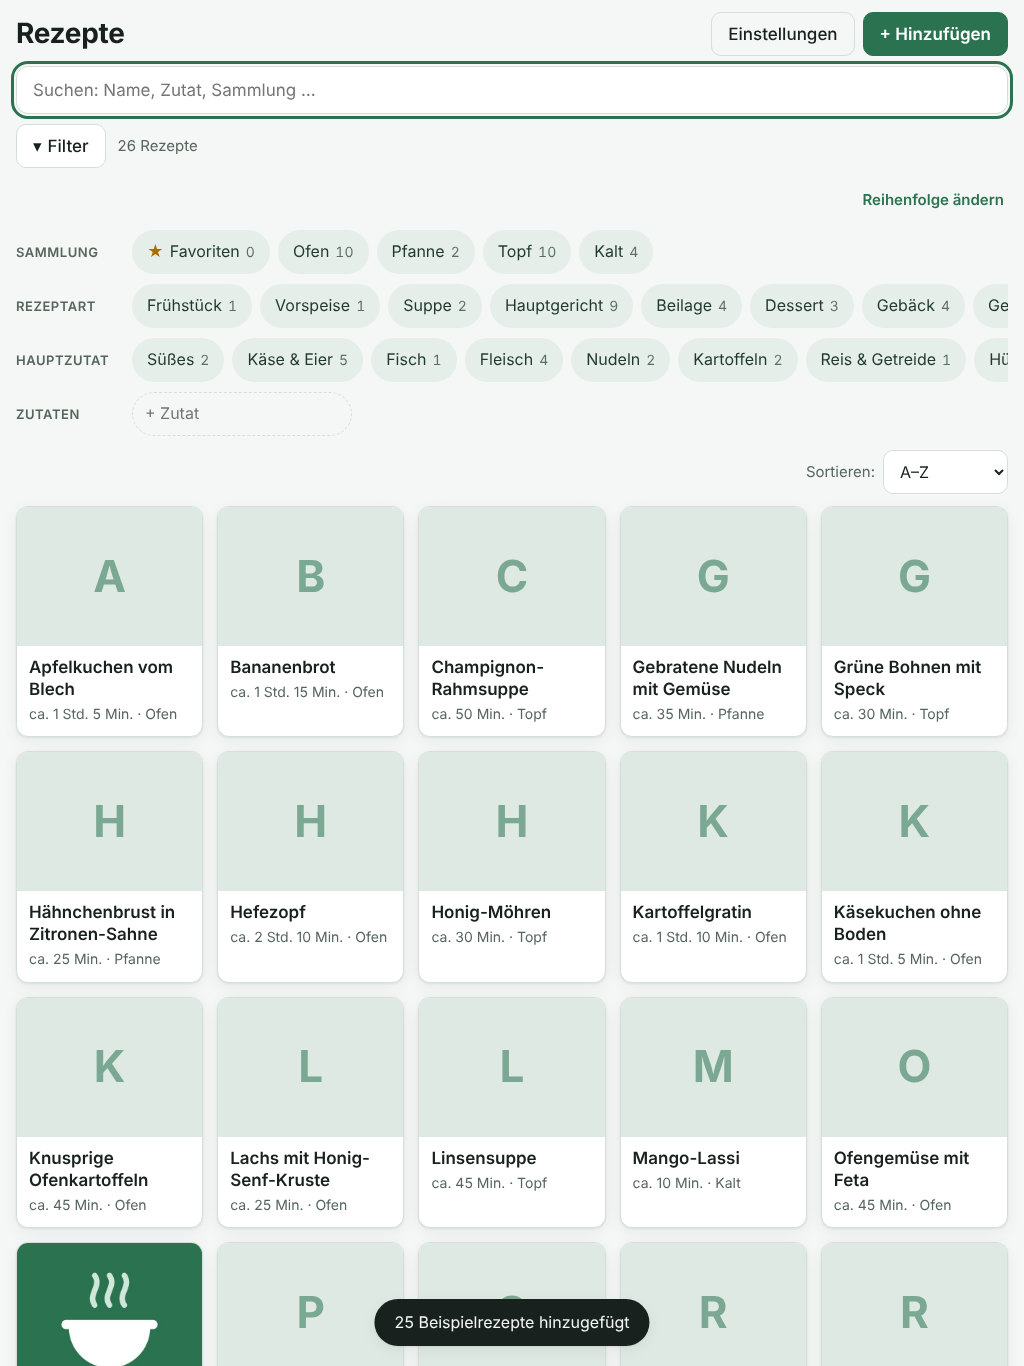 Rezepte
Einstellungen
+ Hinzufügen
Suchen: Name, Zutat, Sammlung ...
▾ Filter
26 Rezepte
Reihenfolge ändern
SAMMLUNG
★ Favoriten 0
Ofen 10
Pfanne 2
Topf 10
Kalt 4
REZEPTART
Frühstück 1
Vorspeise 1
Suppe 2
Hauptgericht 9
Beilage 4
Dessert 3
Gebäck 4
Ge
HAUPTZUTAT
Süßes 2
Käse & Eier 5
Fisch 1
Fleisch 4
Nudeln 2
Kartoffeln 2
Reis & Getreide 1
Hü
ZUTATEN
+ Zutat
Sortieren:
A–Z
A
Apfelkuchen vom
Blech
ca. 1 Std. 5 Min. · Ofen
B
Bananenbrot
ca. 1 Std. 15 Min. · Ofen
C
Champignon-
Rahmsuppe
ca. 50 Min. · Topf
G
Gebratene Nudeln
mit Gemüse
ca. 35 Min. · Pfanne
G
Grüne Bohnen mit
Speck
ca. 30 Min. · Topf
H
Hähnchenbrust in
Zitronen-Sahne
ca. 25 Min. · Pfanne
H
Hefezopf
ca. 2 Std. 10 Min. · Ofen
H
Honig-Möhren
ca. 30 Min. · Topf
K
Kartoffelgratin
ca. 1 Std. 10 Min. · Ofen
K
Käsekuchen ohne
Boden
ca. 1 Std. 5 Min. · Ofen
K
Knusprige
Ofenkartoffeln
ca. 45 Min. · Ofen
L
Lachs mit Honig-
Senf-Kruste
ca. 25 Min. · Ofen
L
Linsensuppe
ca. 45 Min. · Topf
M
Mango-Lassi
ca. 10 Min. · Kalt
O
Ofengemüse mit
Feta
ca. 45 Min. · Ofen
P
R
R
25 Beispielrezepte hinzugefügt